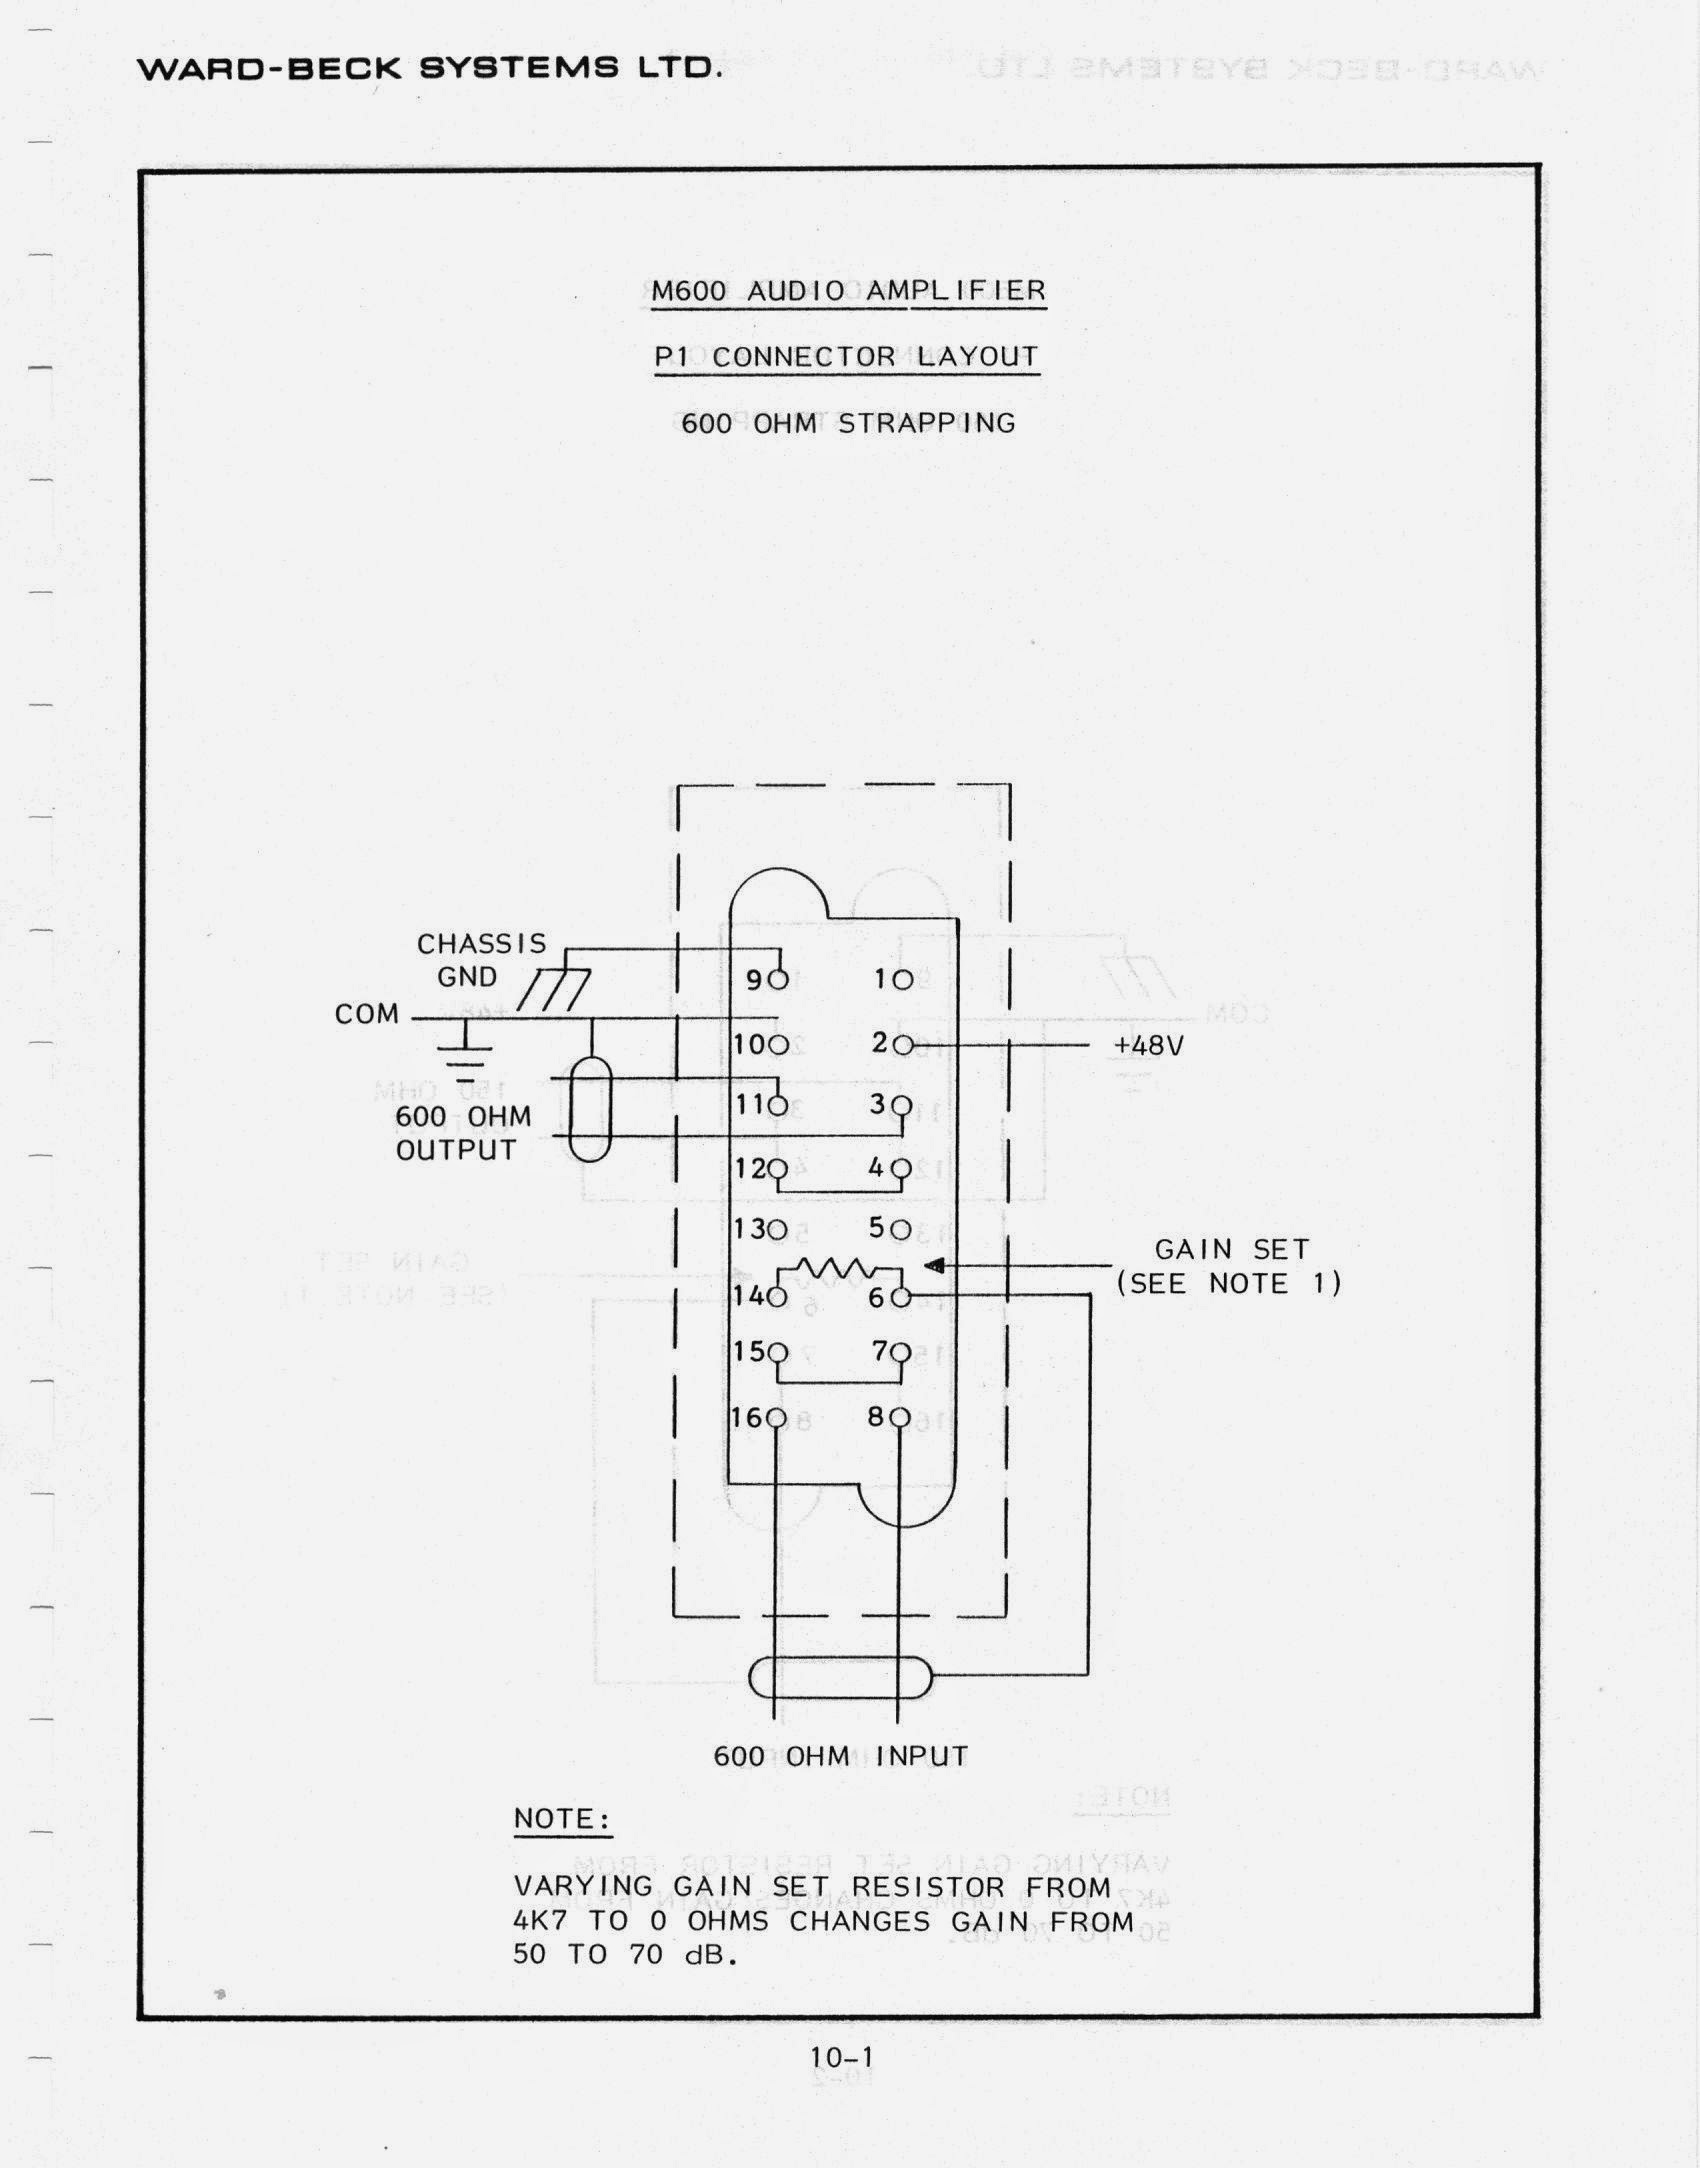 WARD-BECK SYSTEMS LTD.
M600 AUDIO AMPLIFIER
P1 CONNECTOR LAYOUT
600 OHM STRAPPING
CHASSIS
GND
COM
9 1
10 2
+48V
11 3
600 OHM
OUTPUT
12 4
13 5
GAIN SET
(SEE NOTE 1)
14 6
15 7
16 8
600 OHM INPUT
NOTE:
VARYING GAIN SET RESISTOR FROM
4K7 TO 0 OHMS CHANGES GAIN FROM
50 TO 70 dB.
10-1